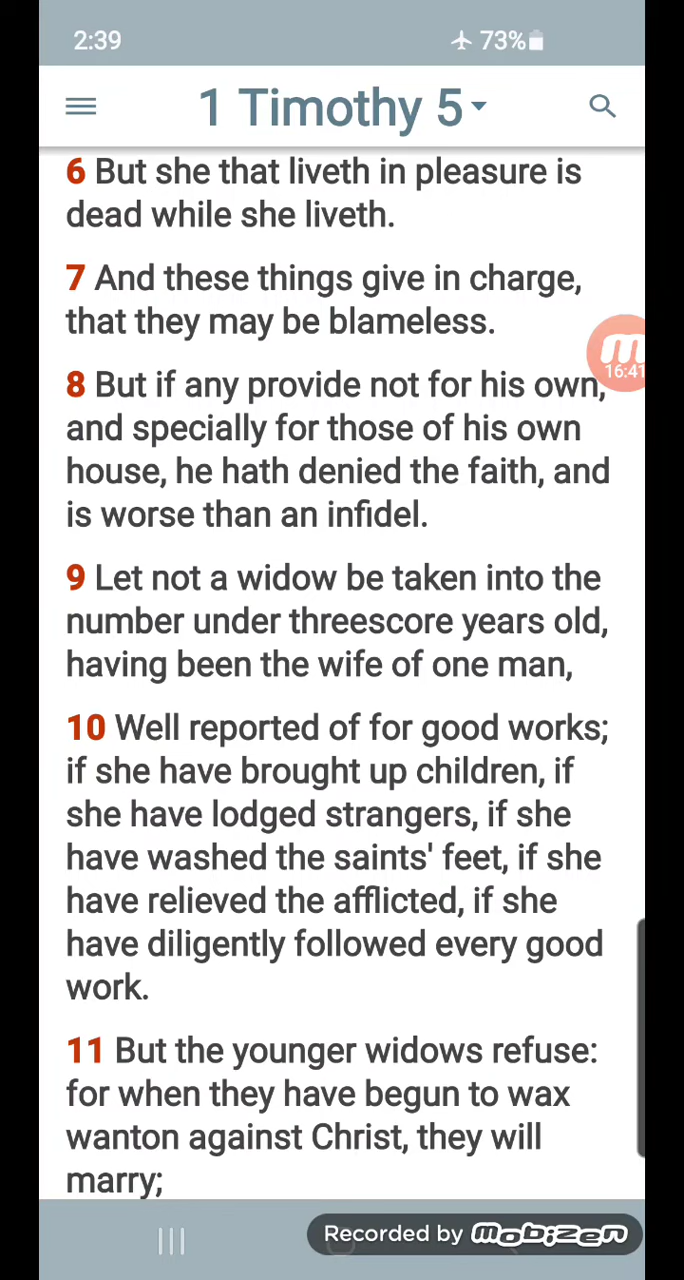 2:39 73%
1 Timothy 5
6 But she that liveth in pleasure is
dead while she liveth.
7 And these things give in charge,
that they may be blameless.
m
16:41
8 But if any provide not for his own,
and specially for those of his own
house, he hath denied the faith, and
is worse than an infidel.
9 Let not a widow be taken into the
number under threescore years old,
having been the wife of one man,
10 Well reported of for good works;
if she have brought up children, if
she have lodged strangers, if she
have washed the saints' feet, if she
have relieved the afflicted, if she
have diligently followed every good
work.
11 But the younger widows refuse:
for when they have begun to wax
wanton against Christ, they will
marry;
Recorded by mobizen